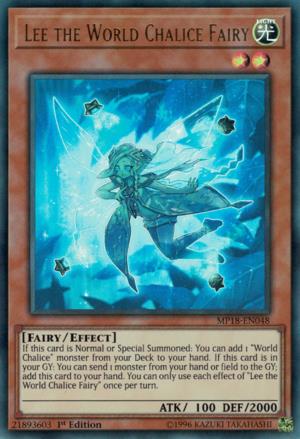 LEE THE WORLD CHALICE FAIRY
LIGHT
光
MP18-EN048
[FAIRY/EFFECT]
If this card is Normal or Special Summoned: You can add 1 "World
Chalice" monster from your Deck to your hand. If this card is in
your GY: You can send 1 monster from your hand or field to the GY;
add this card to your hand. You can only use each effect of "Lee the
World Chalice Fairy" once per turn.
ATK/ 100 DEF/2000
21893603 1st Edition ©1996 KAZUKI TAKAHASHI